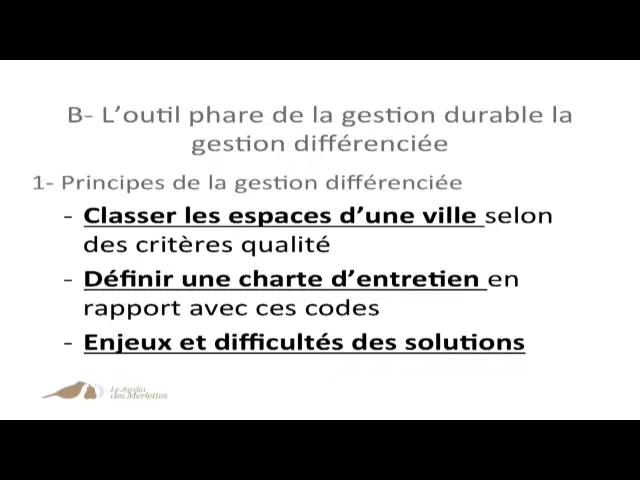 B- L’outil phare de la gestion durable la
gestion différenciée
1- Principes de la gestion différenciée
- Classer les espaces d’une ville selon
des critères qualité
- Définir une charte d’entretien en
rapport avec ces codes
- Enjeux et difficultés des solutions
Le Jardin
des Merlettes